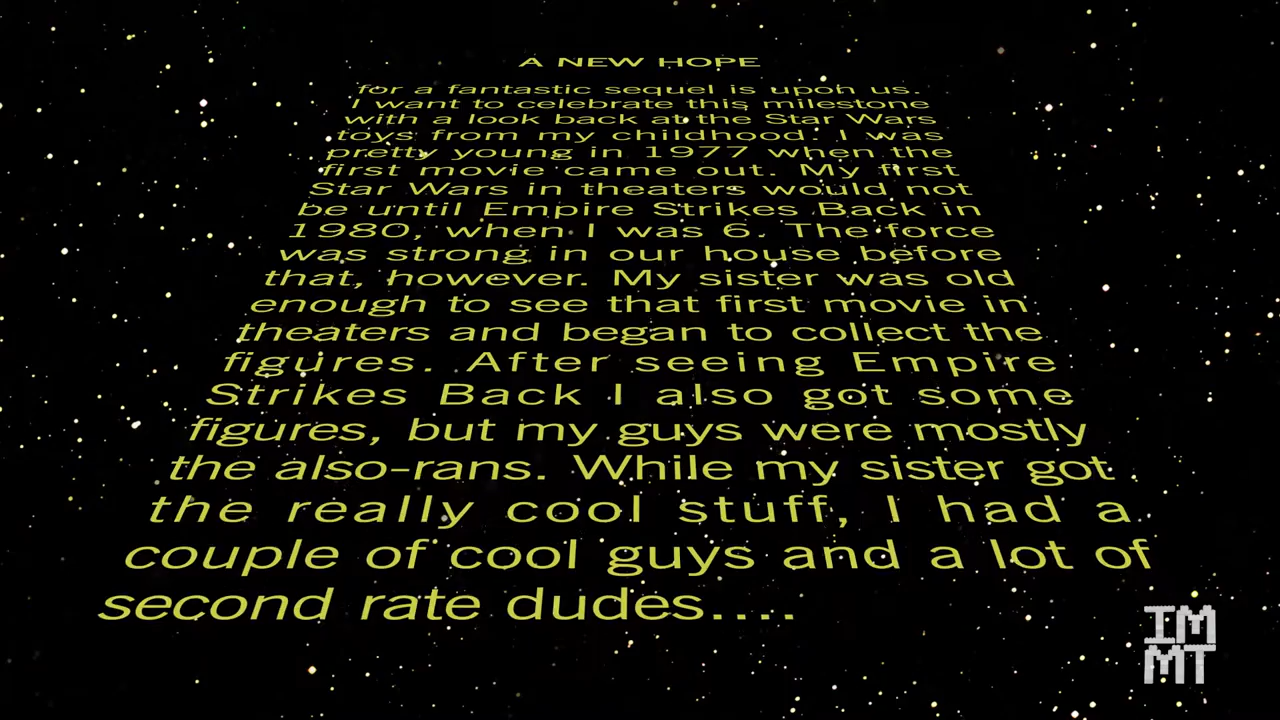 A NEW HOPE
for a fantastic sequel is upon us.
I want to celebrate this milestone
with a look back at the Star Wars
toys from my childhood. I was
pretty young in 1977 when the
first movie came out. My first
Star Wars in theaters would not
be until Empire Strikes Back in
1980, when I was 6. The force
was strong in our house before
that, however. My sister was old
enough to see that first movie in
theaters and began to collect the
figures. After seeing Empire
Strikes Back I also got some
figures, but my guys were mostly
the also-rans. While my sister got
the really cool stuff, I had a
couple of cool guys and a lot of
second rate dudes....
IM
MT